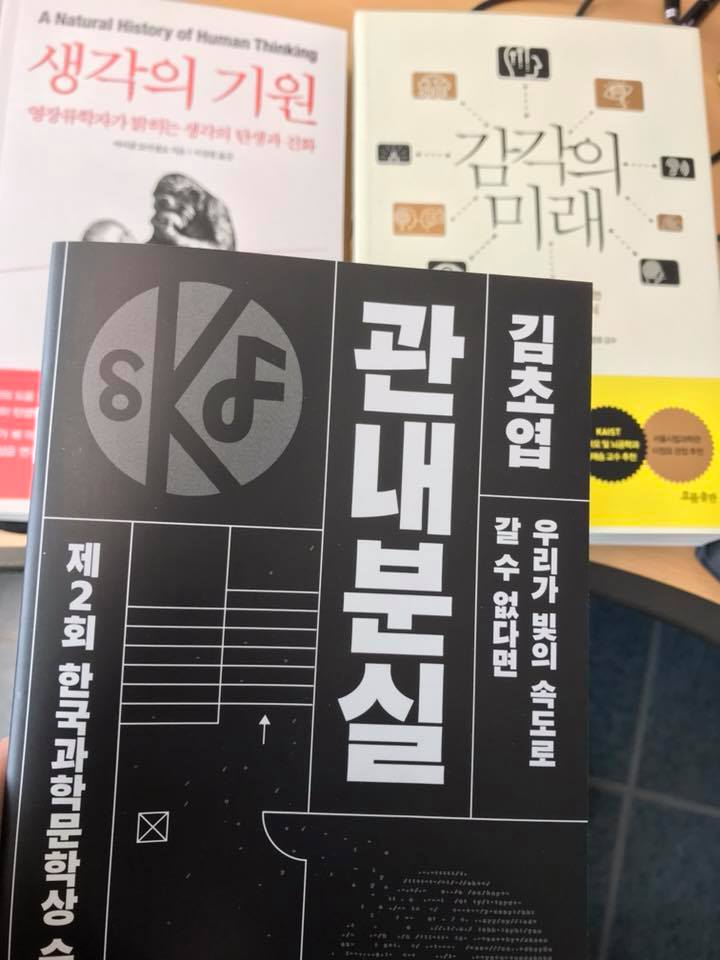 A Natural History of Human Thinking
생각의 기원
영장류학자가 밝히는 생각의 탄생과 진화
감각의
미래
KAIST
SKF
관내분실
김초엽
우리가 빛의 속도로
갈 수 없다면
제2회 한국과학문학상